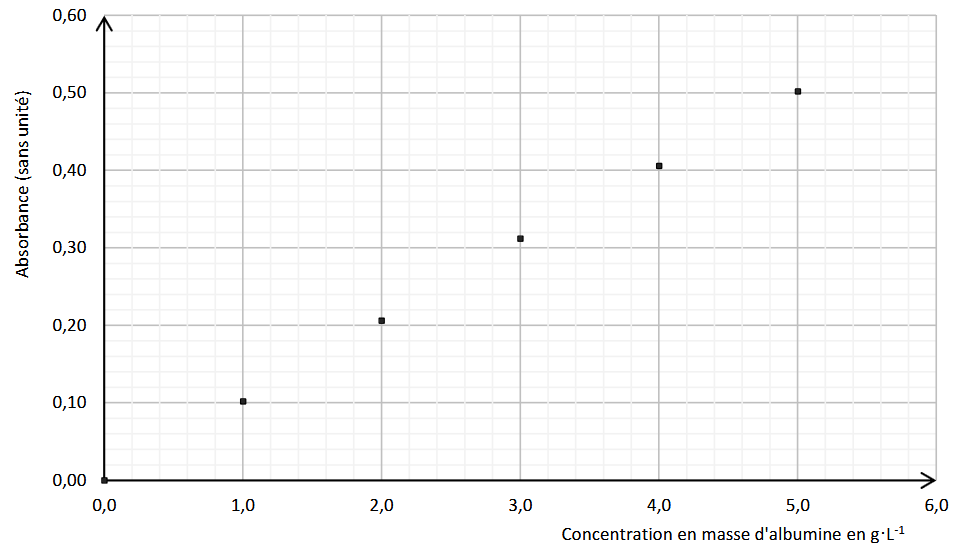 0,60
0,50
0,40
0,30
0,20
0,10
0,00
Absorbance (sans unité)
0,0 1,0 2,0 3,0 4,0 5,0 6,0
Concentration en masse d'albumine en g·L⁻¹